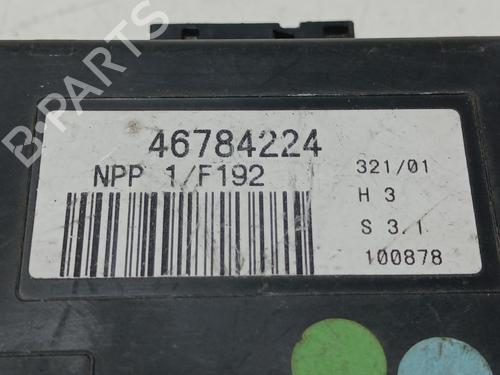 46784224
NPP 1/F192
321/01
H 3
S 3.1
100878
B-PARTS